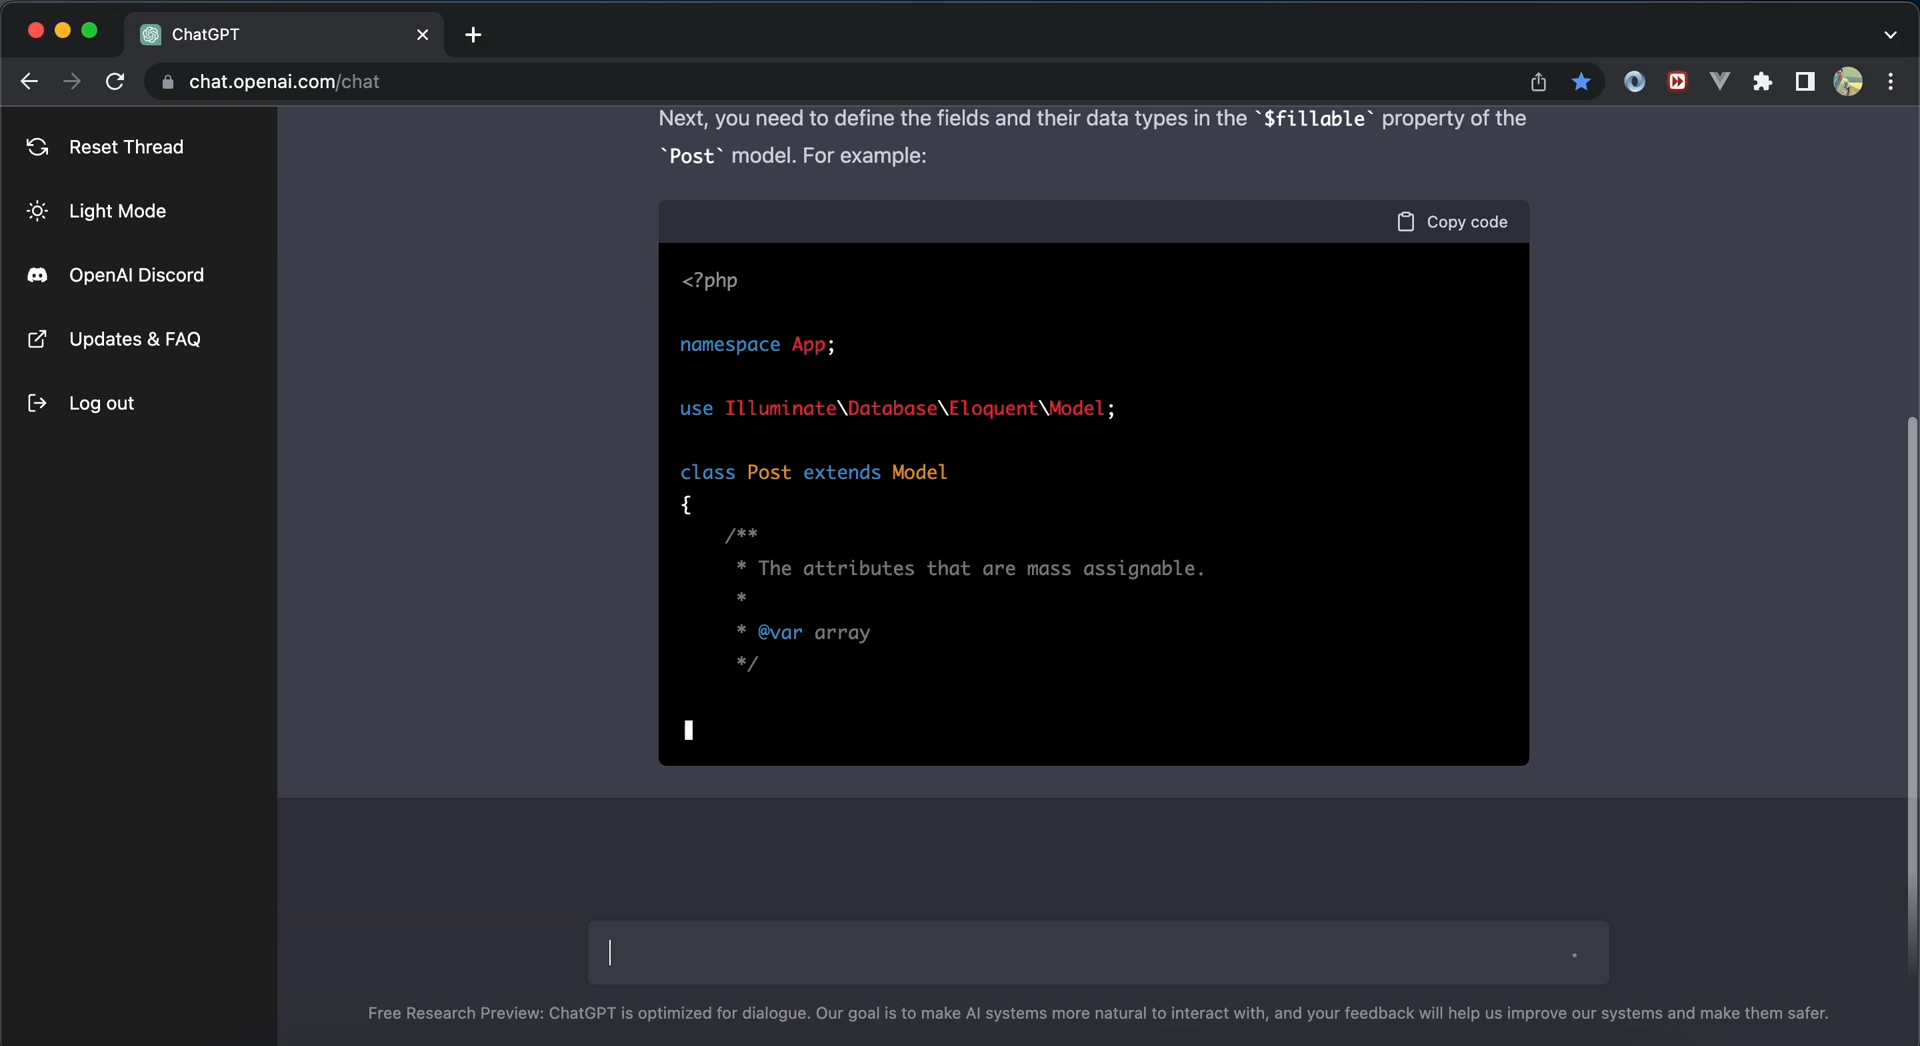 ChatGPT
chat.openai.com/chat
Reset Thread
Light Mode
OpenAI Discord
Updates & FAQ
Log out
Next, you need to define the fields and their data types in the `$fillable` property of the
`Post` model. For example:
Copy code
<?php
namespace App;
use Illuminate\Database\Eloquent\Model;
class Post extends Model
{
/**
* The attributes that are mass assignable.
*
* @var array
*/
Free Research Preview: ChatGPT is optimized for dialogue. Our goal is to make AI systems more natural to interact with, and your feedback will help us improve our systems and make them safer.